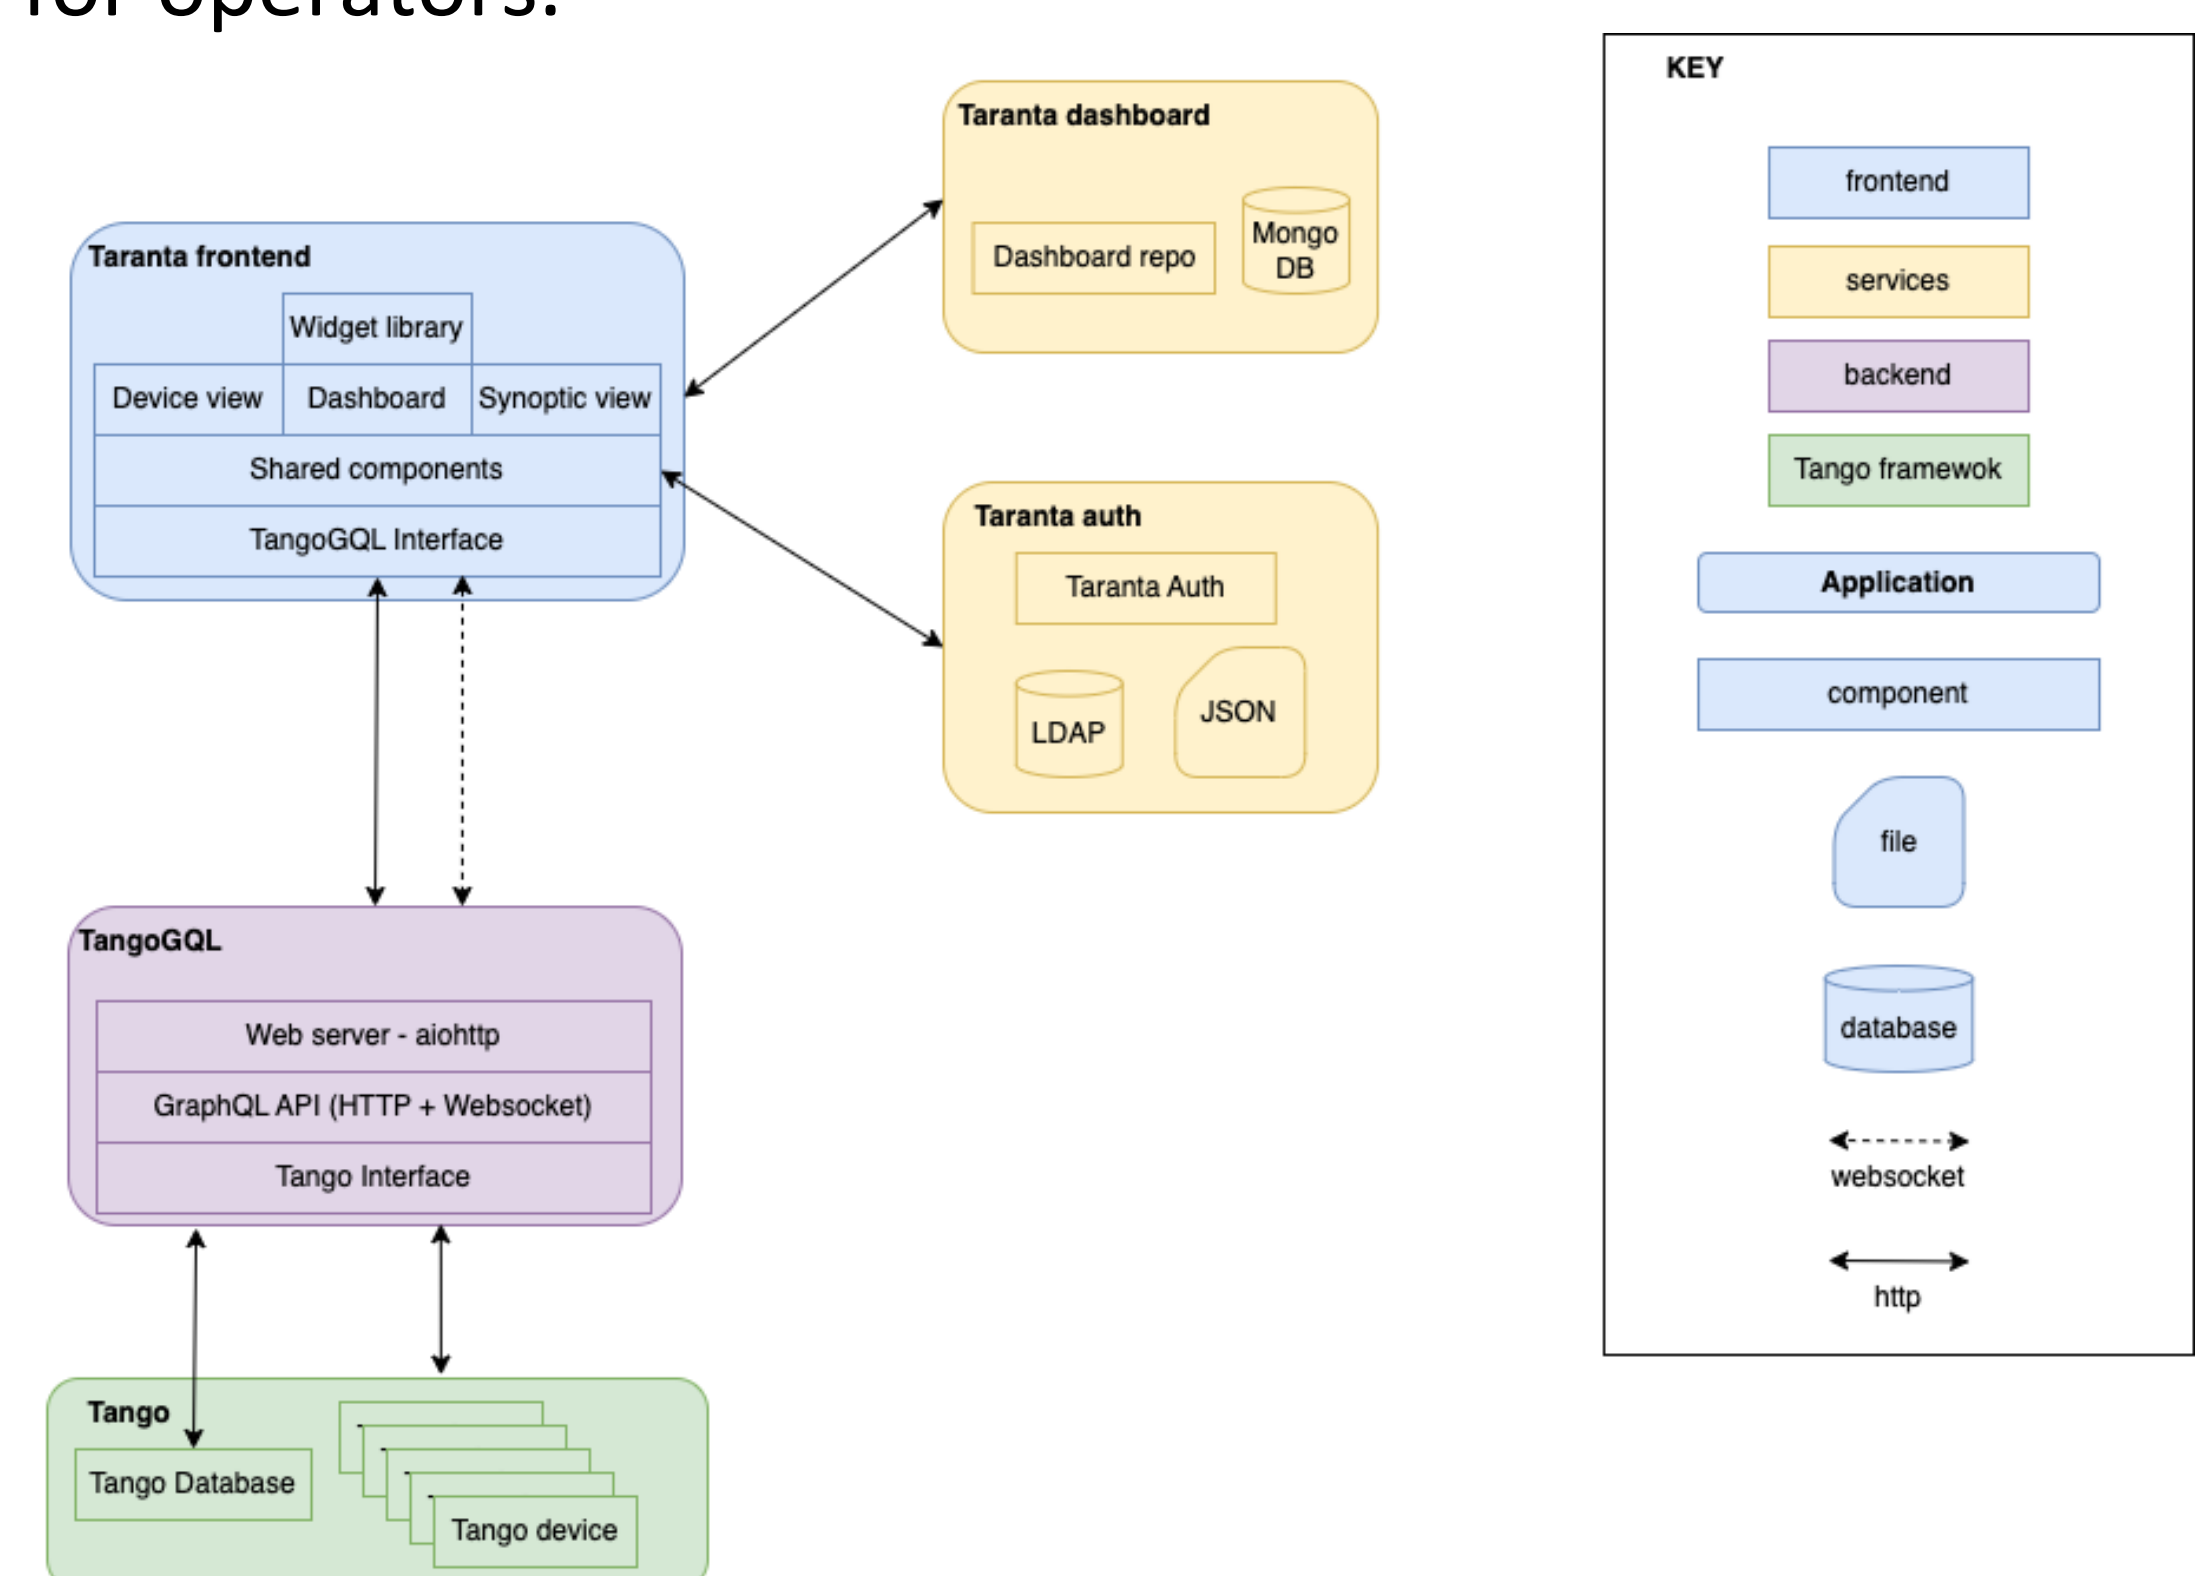 for operators.
Taranta dashboard
Dashboard repo
Mongo
DB
Taranta frontend
Widget library
Device view
Dashboard
Synoptic view
Shared components
TangoGQL Interface
Taranta auth
Taranta Auth
LDAP
JSON
TangoGQL
Web server - aiohttp
GraphQL API (HTTP + Websocket)
Tango Interface
Tango
Tango Database
Tango device
KEY
frontend
services
backend
Tango framewok
Application
component
file
database
websocket
http